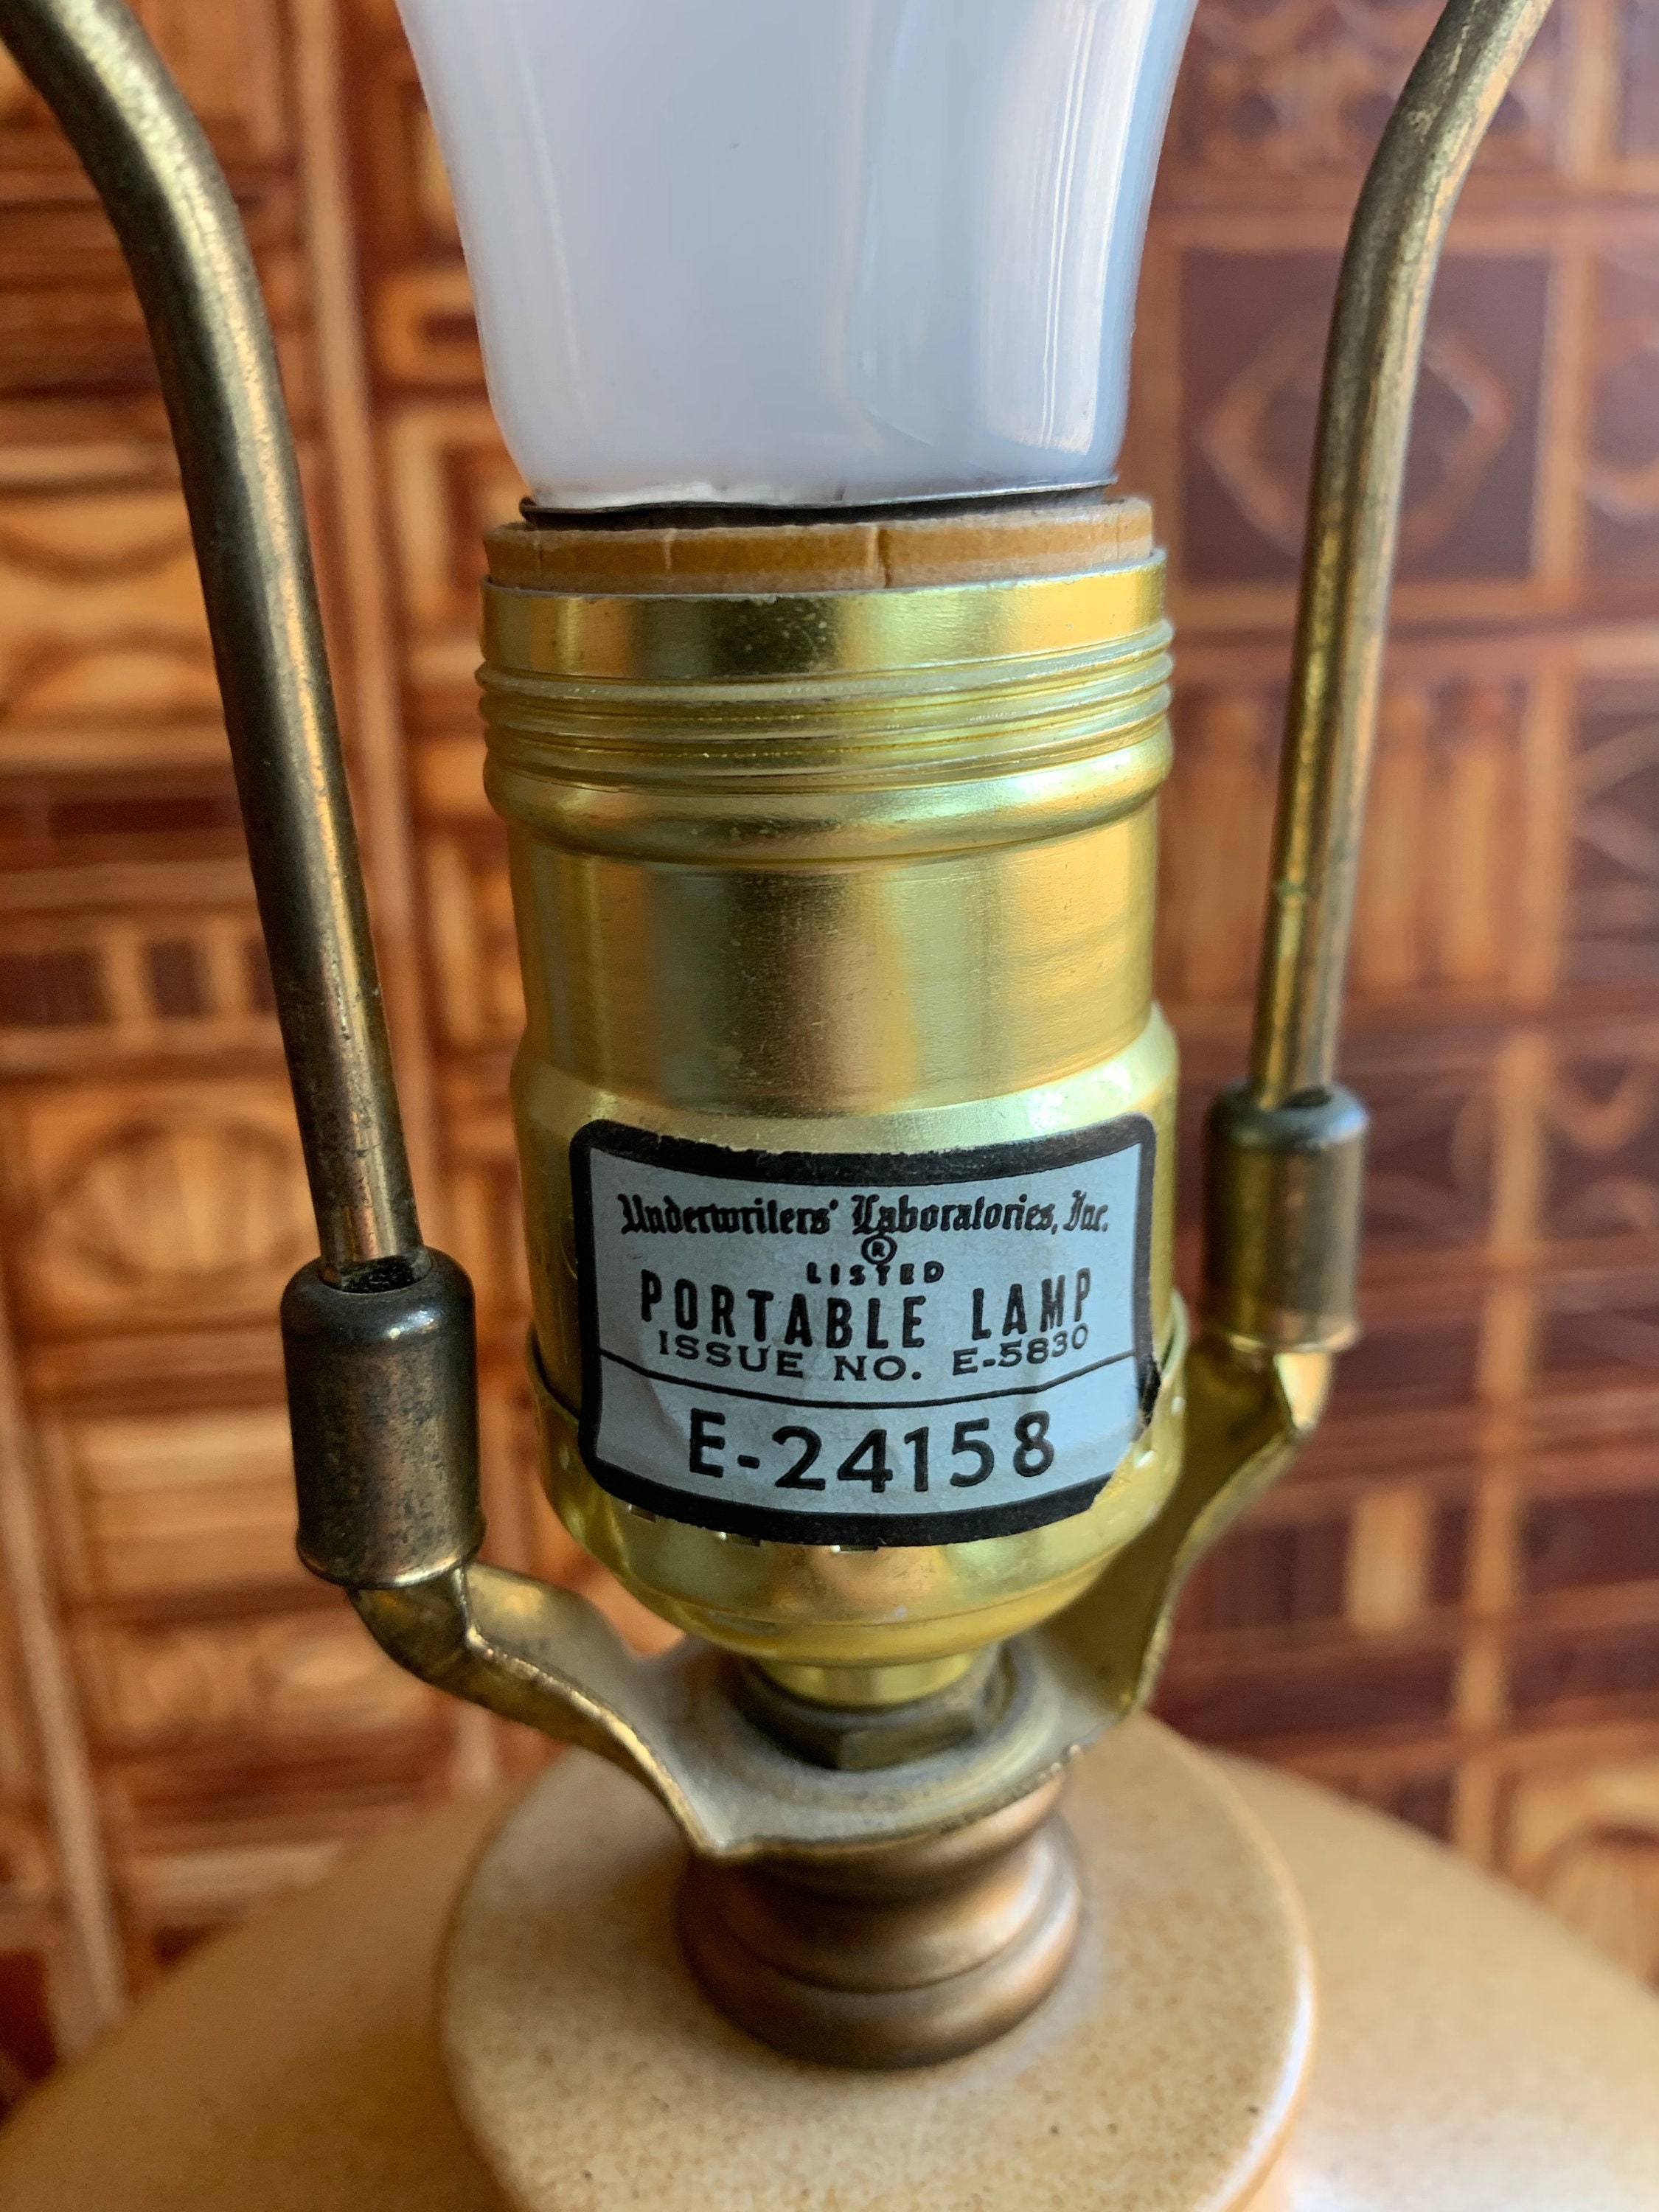 Underwriters' Laboratories, Inc.
®
LISTED
PORTABLE LAMP
ISSUE NO. E-5830
E-24158